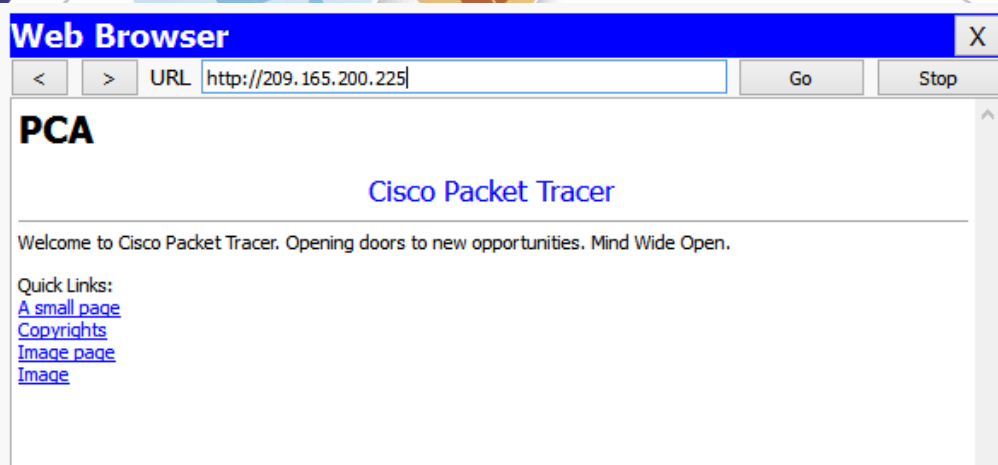 Web Browser X
< > URL http://209.165.200.225 Go Stop
PCA
Cisco Packet Tracer
Welcome to Cisco Packet Tracer. Opening doors to new opportunities. Mind Wide Open.
Quick Links:
A small page
Copyrights
Image page
Image